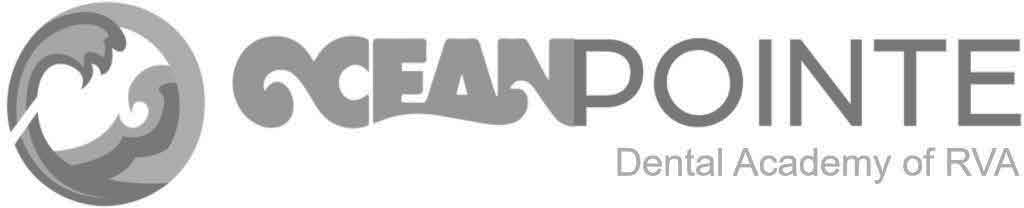 OCEANPOINTE
Dental Academy of RVA